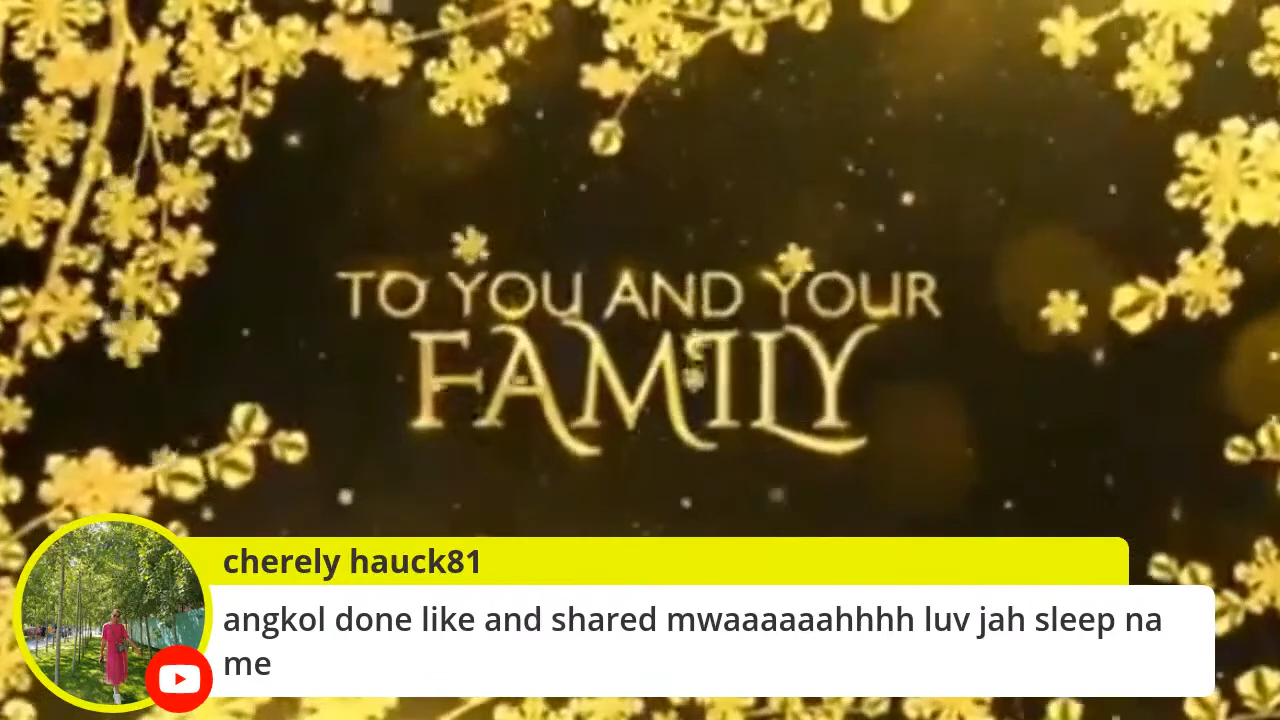 TO YOU AND YOUR
FAMILY
cherely hauck81
angkol done like and shared mwaaaaaahhhh luv jah sleep na
me